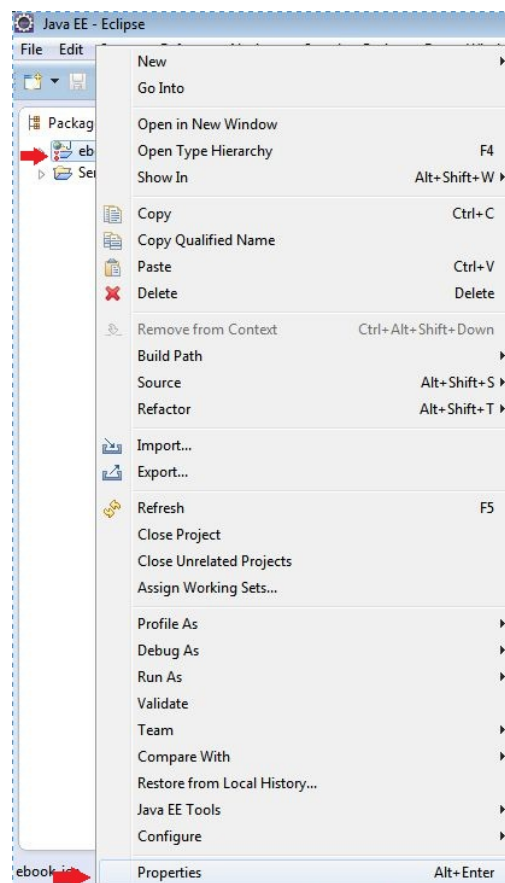 Java EE - Eclipse
File Edit
New
Go Into
Packag
Open in New Window
eb
Open Type Hierarchy F4
Ser
Show In Alt+Shift+W
Copy Ctrl+C
Copy Qualified Name
Paste Ctrl+V
Delete Delete
Remove from Context Ctrl+Alt+Shift+Down
Build Path
Source Alt+Shift+S
Refactor Alt+Shift+T
Import...
Export...
Refresh F5
Close Project
Close Unrelated Projects
Assign Working Sets...
Profile As
Debug As
Run As
Validate
Team
Compare With
Restore from Local History...
Java EE Tools
Configure
ebook
Properties Alt+Enter